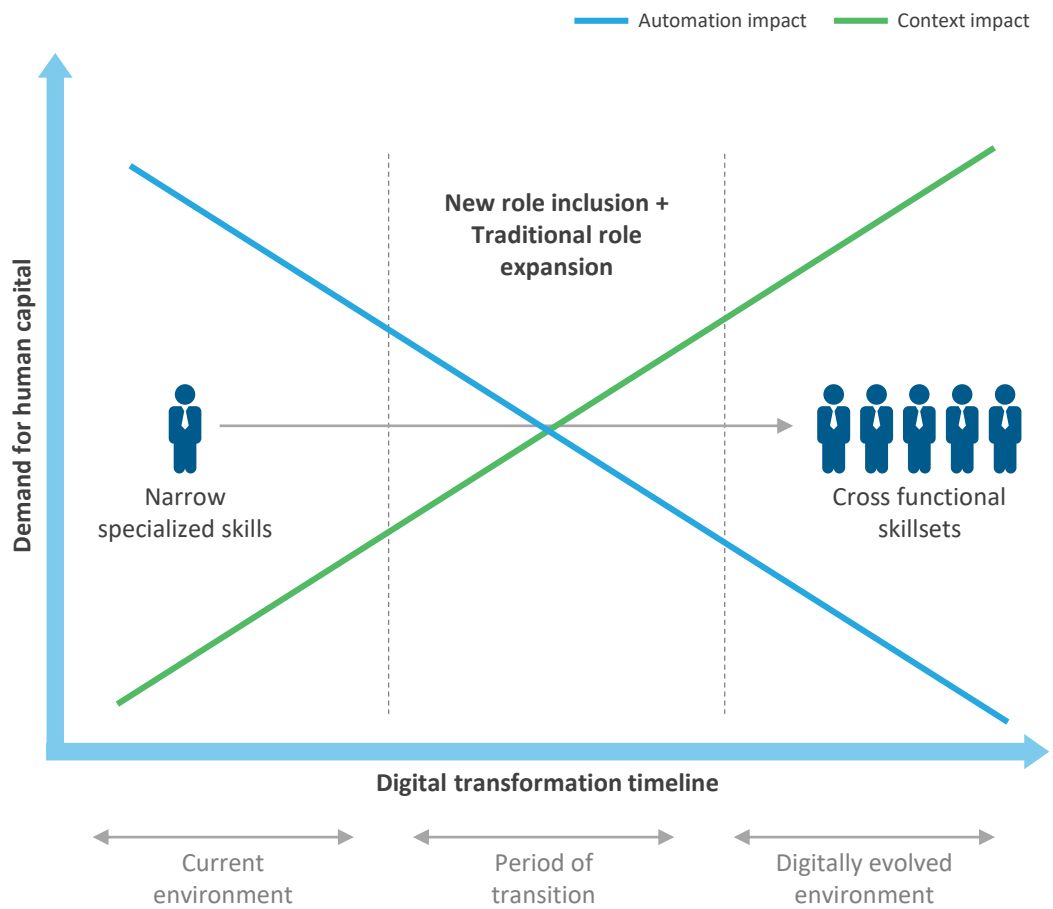 Automation impact
Context impact
New role inclusion +
Traditional role
expansion
Demand for human capital
Narrow
specialized skills
Cross functional
skillsets
Digital transformation timeline
Current
environment
Period of
transition
Digitally evolved
environment